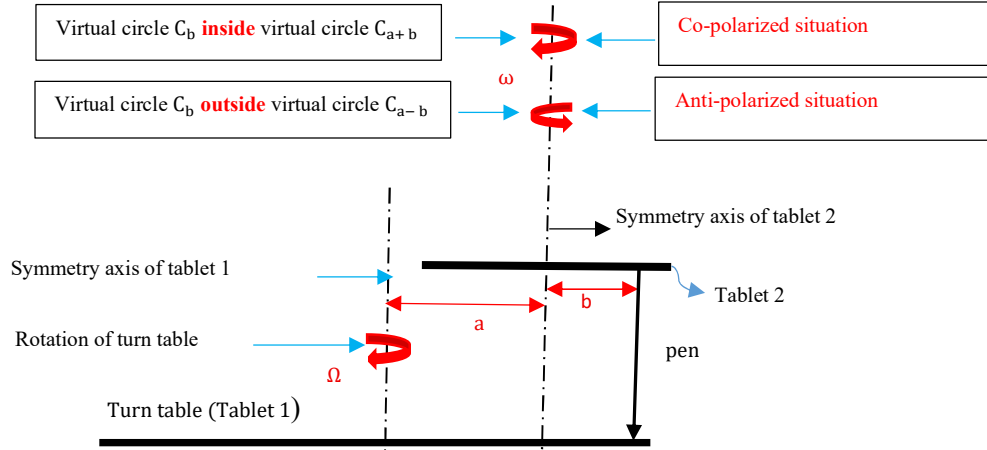 Virtual circle C_b inside virtual circle C_{a+b}
Co-polarized situation
ω
Virtual circle C_b outside virtual circle C_{a−b}
Anti-polarized situation
Symmetry axis of tablet 2
Symmetry axis of tablet 1
Tablet 2
b
a
Rotation of turn table
pen
Ω
Turn table (Tablet 1)